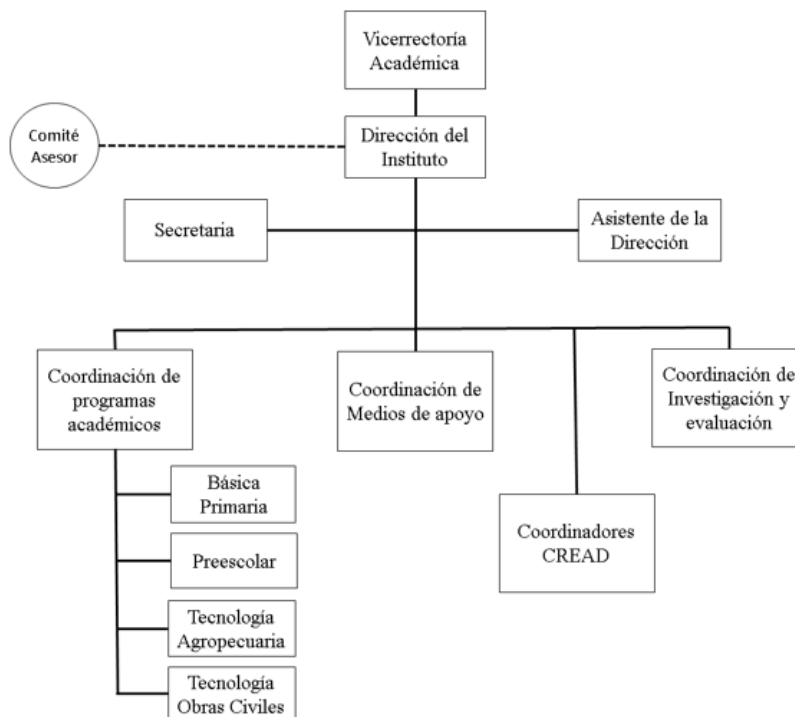 Vicerrectoría
Académica
Comité
Asesor
Dirección del
Instituto
Secretaria
Asistente de la
Dirección
Coordinación de
programas
académicos
Coordinación de
Medios de apoyo
Coordinación de
Investigación y
evaluación
Coordinadores
CREAD
Básica
Primaria
Preescolar
Tecnología
Agropecuaria
Tecnología
Obras Civiles